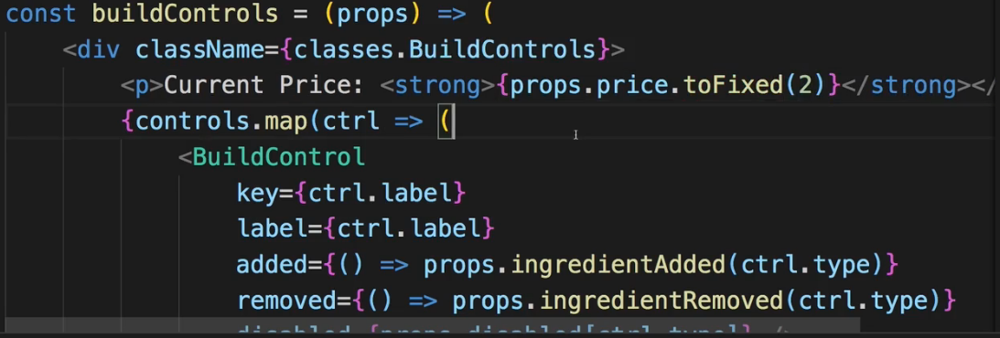 const buildControls = (props) => (
<div className={classes.BuildControls}>
<p>Current Price: <strong>{props.price.toFixed(2)}</strong></
{controls.map(ctrl => (
<BuildControl
key={ctrl.label}
label={ctrl.label}
added={() => props.ingredientAdded(ctrl.type)}
removed={() => props.ingredientRemoved(ctrl.type)}
disabled={props.disabled[ctrl.type]} />